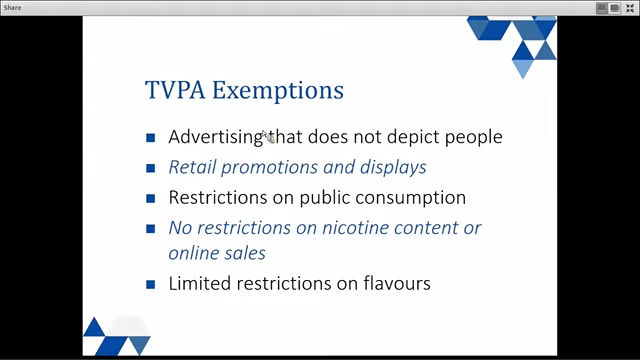 Share
TVPA Exemptions
Advertising that does not depict people
Retail promotions and displays
Restrictions on public consumption
No restrictions on nicotine content or
online sales
Limited restrictions on flavours